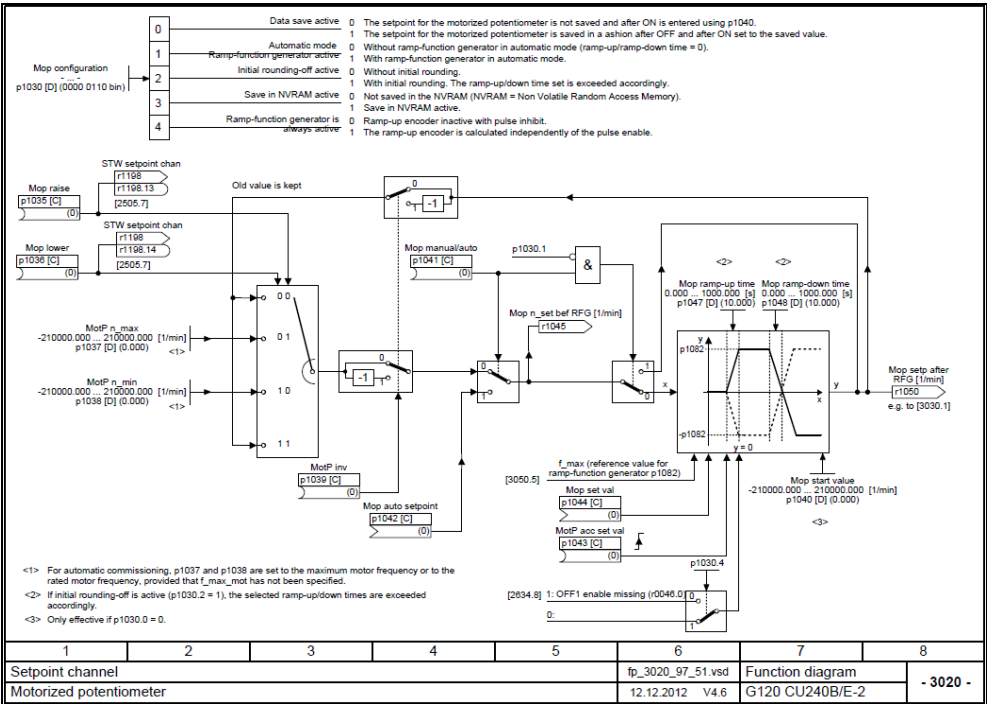 Data save active 0 The setpoint for the motorized potentiometer is not saved and after ON is entered using p1040.
1 The setpoint for the motorized potentiometer is saved in a ashion after OFF and after ON set to the saved value.
0
Automatic mode 0 Without ramp-function generator in automatic mode (ramp-up/ramp-down time = 0).
Ramp-function generator active 1 With ramp-function generator in automatic mode.
1
Mop configuration
- ... -
p1030 [D] (0000 0110 bin)
Initial rounding-off active 0 Without initial rounding.
1 With initial rounding. The ramp-up/down time set is exceeded accordingly.
2
Save in NVRAM active 0 Not saved in the NVRAM (NVRAM = Non Volatile Random Access Memory).
1 Save in NVRAM active.
3
Ramp-function generator is always active 0 Ramp-up encoder inactive with pulse inhibit.
1 The ramp-up encoder is calculated independently of the pulse enable.
4
STW setpoint chan
r1198
r1198.13
[2505.7]
Mop raise
p1035 [C]
(0)
Old value is kept
0
1
-1
STW setpoint chan
r1198
r1198.14
[2505.7]
Mop lower
p1036 [C]
(0)
Mop manual/auto
p1041 [C]
(0)
p1030.1
&
<2>
<2>
Mop ramp-up time
0.000 ... 1000.000 [s]
p1047 [D] (10.000)
Mop ramp-down time
0.000 ... 1000.000 [s]
p1048 [D] (10.000)
Mop n_set bef RFG [1/min]
r1045
0 0
0 1
1 0
1 1
MotP n_max
-210000.000 ... 210000.000 [1/min]
p1037 [D] (0.000)
<1>
MotP n_min
-210000.000 ... 210000.000 [1/min]
p1038 [D] (0.000)
<1>
0
-1
1
0
1
1
0
x
y
p1082
x
-p1082
y = 0
y
Mop setp after
RFG [1/min]
r1050
e.g. to [3030.1]
MotP inv
p1039 [C]
(0)
Mop auto setpoint
p1042 [C]
(0)
[3050.5]
f_max (reference value for
ramp-function generator p1082)
Mop set val
p1044 [C]
(0)
MotP acc set val
p1043 [C]
(0)
Mop start value
-210000.000 ... 210000.000 [1/min]
p1040 [D] (0.000)
<3>
p1030.4
[2634.8] 1: OFF1 enable missing (r0046.0)
0:
0
1
<1> For automatic commissioning, p1037 and p1038 are set to the maximum motor frequency or to the
rated motor frequency, provided that f_max_mot has not been specified.
<2> If initial rounding-off is active (p1030.2 = 1), the selected ramp-up/down times are exceeded
accordingly.
<3> Only effective if p1030.0 = 0.
1 2 3 4 5 6 7 8
Setpoint channel fp_3020_97_51.vsd Function diagram
Motorized potentiometer 12.12.2012 V4.6 G120 CU240B/E-2
- 3020 -